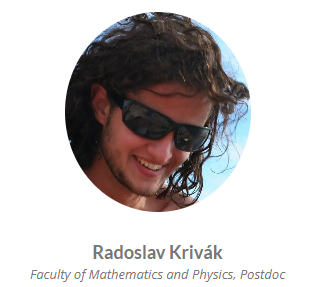 Radoslav Krivák
Faculty of Mathematics and Physics, Postdoc